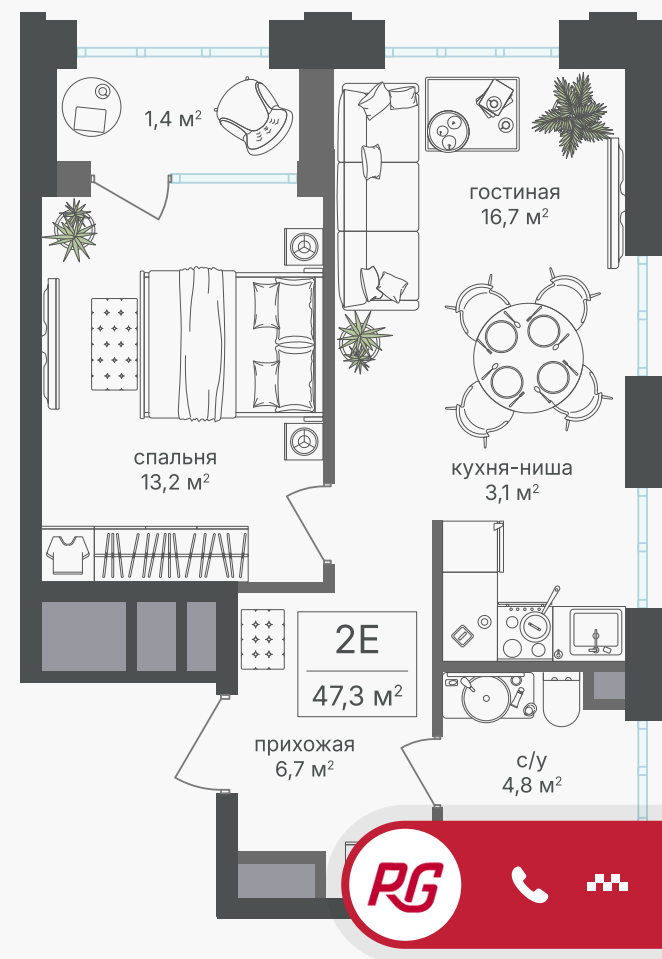 1,4 м²
гостиная
16,7 м²
спальня
13,2 м²
кухня-ниша
3,1 м²
2Е
47,3 м²
прихожая
6,7 м²
с/у
4,8 м²
RG